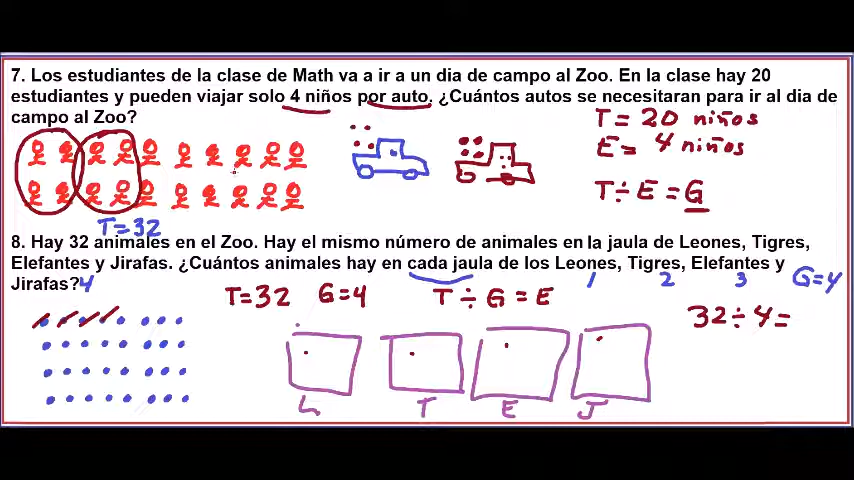 7. Los estudiantes de la clase de Math va a ir a un dia de campo al Zoo. En la clase hay 20
estudiantes y pueden viajar solo 4 niños por auto. ¿Cuántos autos se necesitaran para ir al dia de
campo al Zoo?
T = 20 niños
E = 4 niños
T ÷ E = G
T = 32
8. Hay 32 animales en el Zoo. Hay el mismo número de animales en la jaula de Leones, Tigres,
Elefantes y Jirafas. ¿Cuántos animales hay en cada jaula de los Leones, Tigres, Elefantes y
Jirafas? 4 1 2 3 G=4
T=32 G=4 T ÷ G = E
32 ÷ 4 =
L T E J